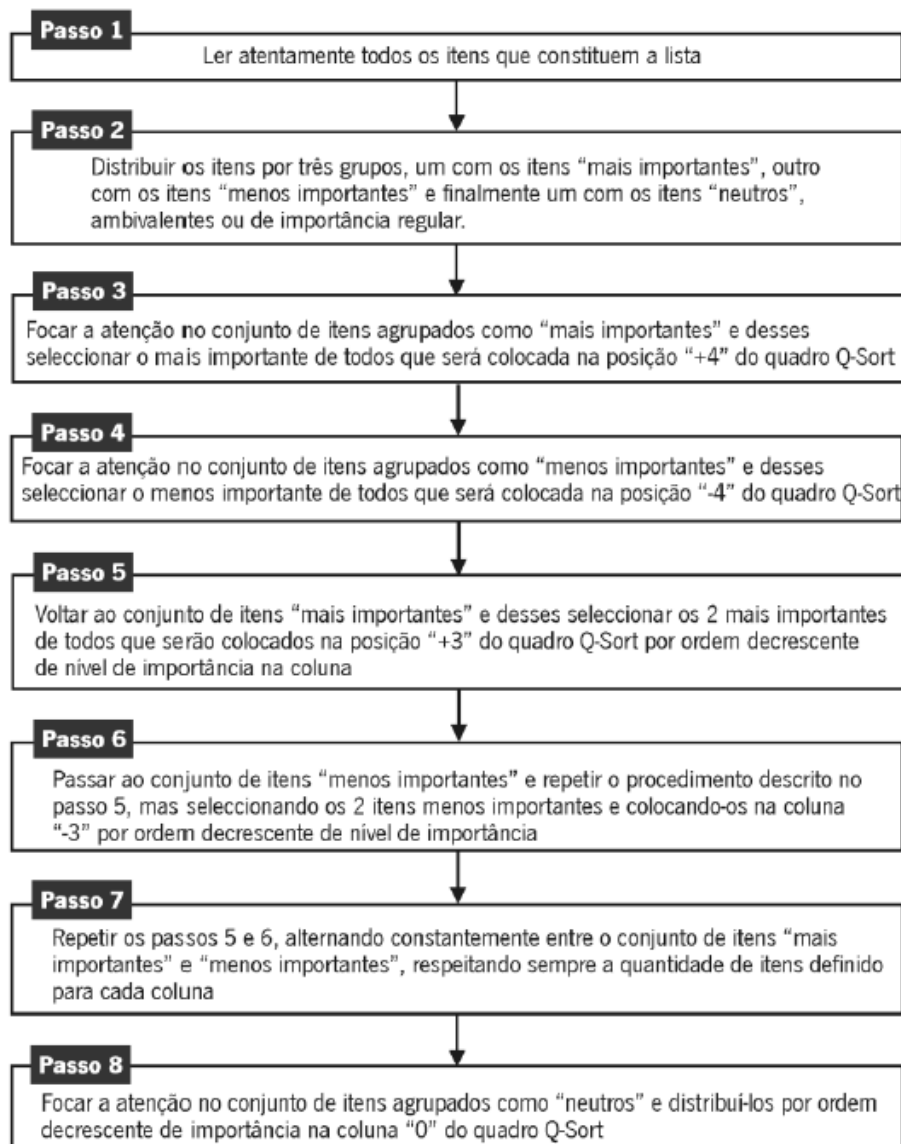 Passo 1
Ler atentamente todos os itens que constituem a lista
Passo 2
Distribuir os itens por três grupos, um com os itens “mais importantes”, outro
com os itens “menos importantes” e finalmente um com os itens “neutros”,
ambivalentes ou de importância regular.
Passo 3
Focar a atenção no conjunto de itens agrupados como “mais importantes” e desses
seleccionar o mais importante de todos que será colocada na posição “+4” do quadro Q-Sort
Passo 4
Focar a atenção no conjunto de itens agrupados como “menos importantes” e desses
seleccionar o menos importante de todos que será colocada na posição “-4” do quadro Q-Sort
Passo 5
Voltar ao conjunto de itens “mais importantes” e desses seleccionar os 2 mais importantes
de todos que serão colocados na posição “+3” do quadro Q-Sort por ordem decrescente
de nível de importância na coluna
Passo 6
Passar ao conjunto de itens “menos importantes” e repetir o procedimento descrito no
passo 5, mas seleccionando os 2 itens menos importantes e colocando-os na coluna
“-3” por ordem decrescente de nível de importância
Passo 7
Repetir os passos 5 e 6, alternando constantemente entre o conjunto de itens “mais
importantes” e “menos importantes”, respeitando sempre a quantidade de itens definido
para cada coluna
Passo 8
Focar a atenção no conjunto de itens agrupados como “neutros” e distribuí-los por ordem
decrescente de importância na coluna “0” do quadro Q-Sort